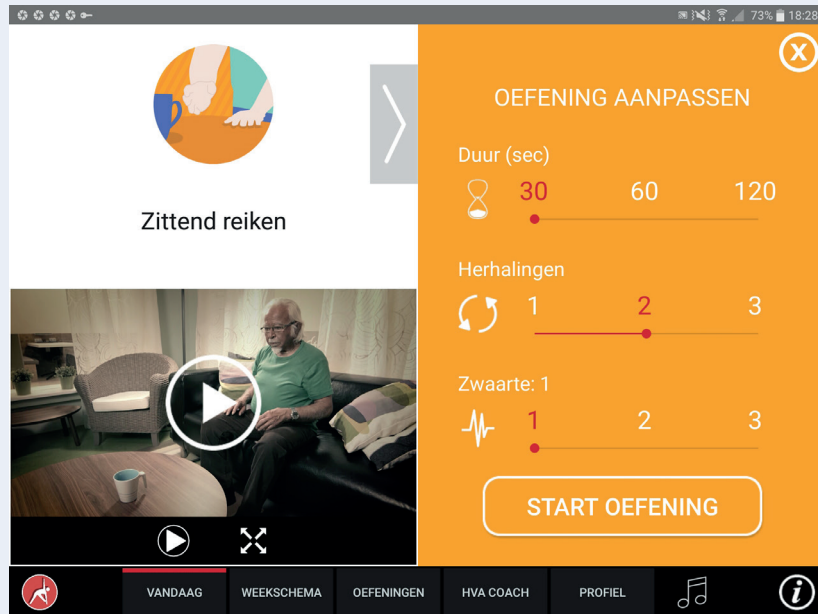 73% 18:28
Zittend reiken
OEFENING AANPASSEN
Duur (sec)
30 60 120
Herhalingen
1 2 3
Zwaarte: 1
1 2 3
START OEFENING
VANDAAG WEEKSCHEMA OEFENINGEN HVA COACH PROFIEL